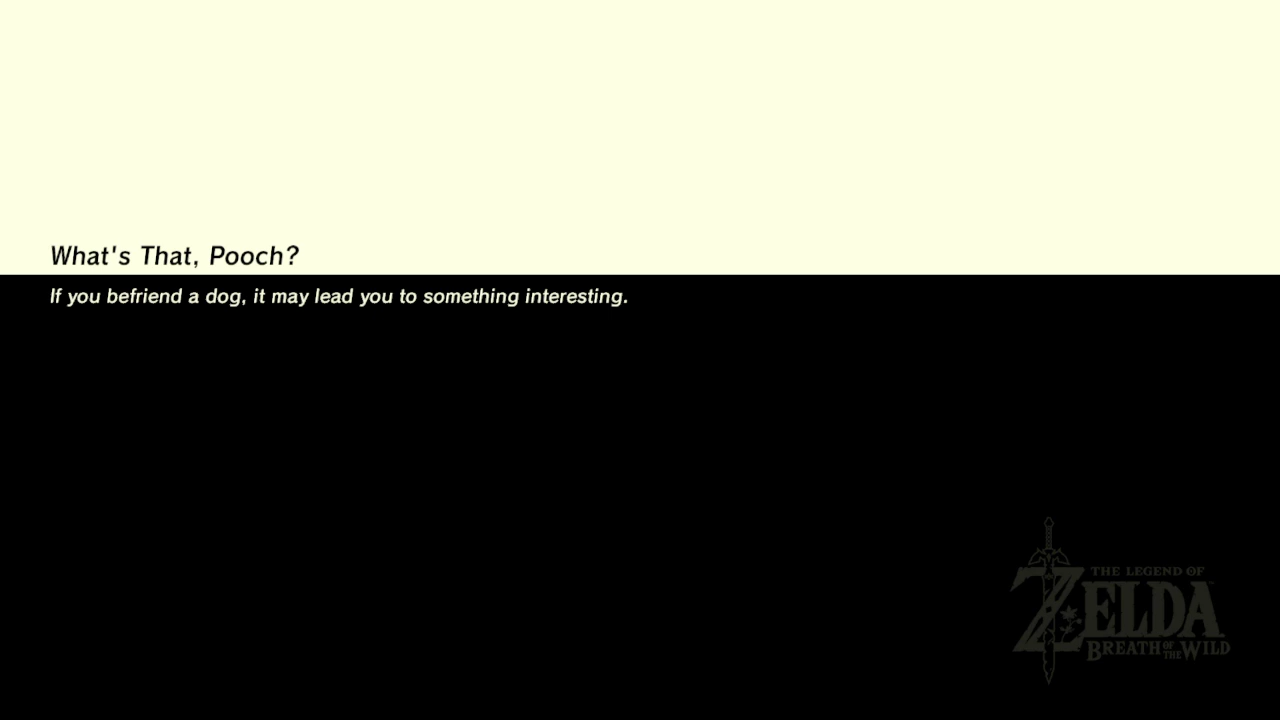 What's That, Pooch?
If you befriend a dog, it may lead you to something interesting.
THE LEGEND OF
ZELDA
BREATH OF THE WILD